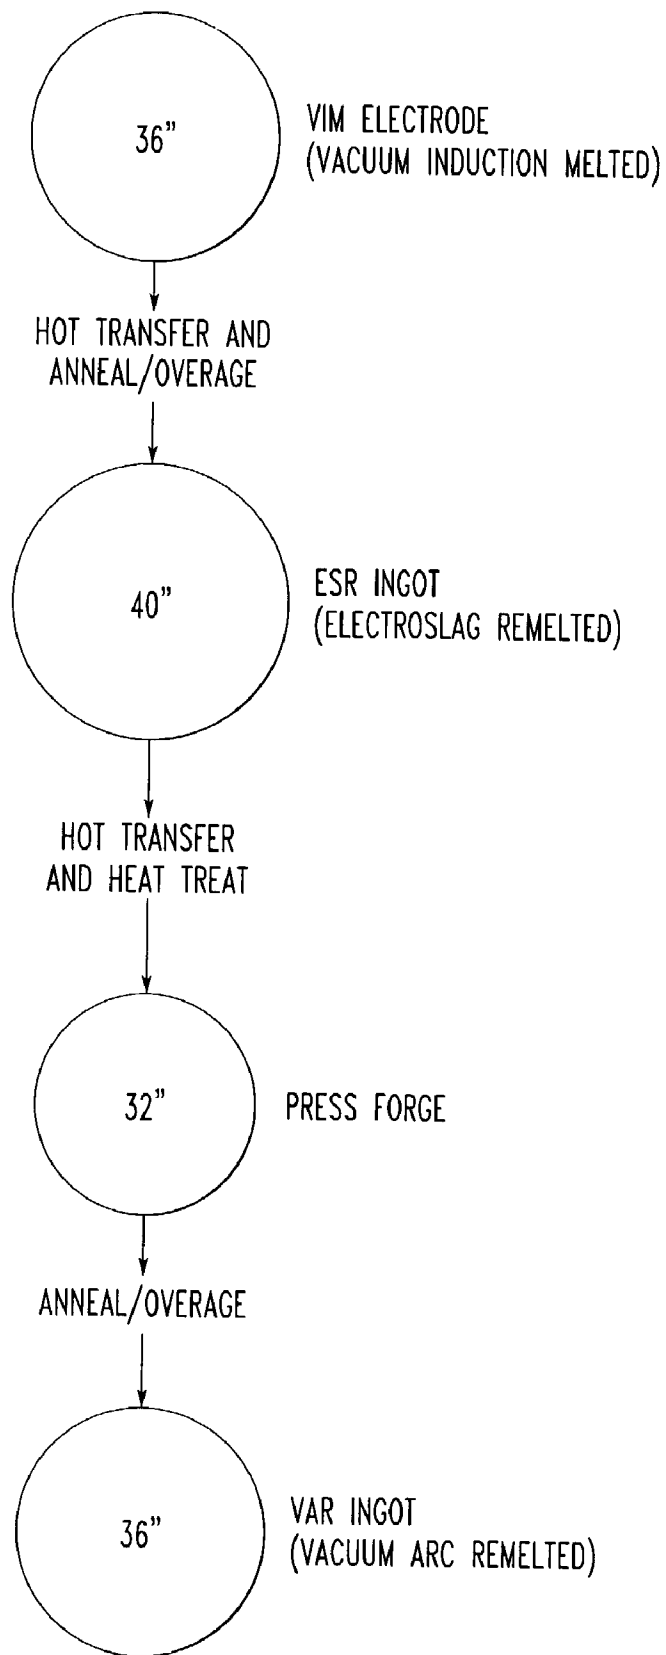 36"
VIM ELECTRODE
(VACUUM INDUCTION MELTED)
HOT TRANSFER AND
ANNEAL/OVERAGE
40"
ESR INGOT
(ELECTROSLAG REMELTED)
HOT TRANSFER
AND HEAT TREAT
32"
PRESS FORGE
ANNEAL/OVERAGE
36"
VAR INGOT
(VACUUM ARC REMELTED)